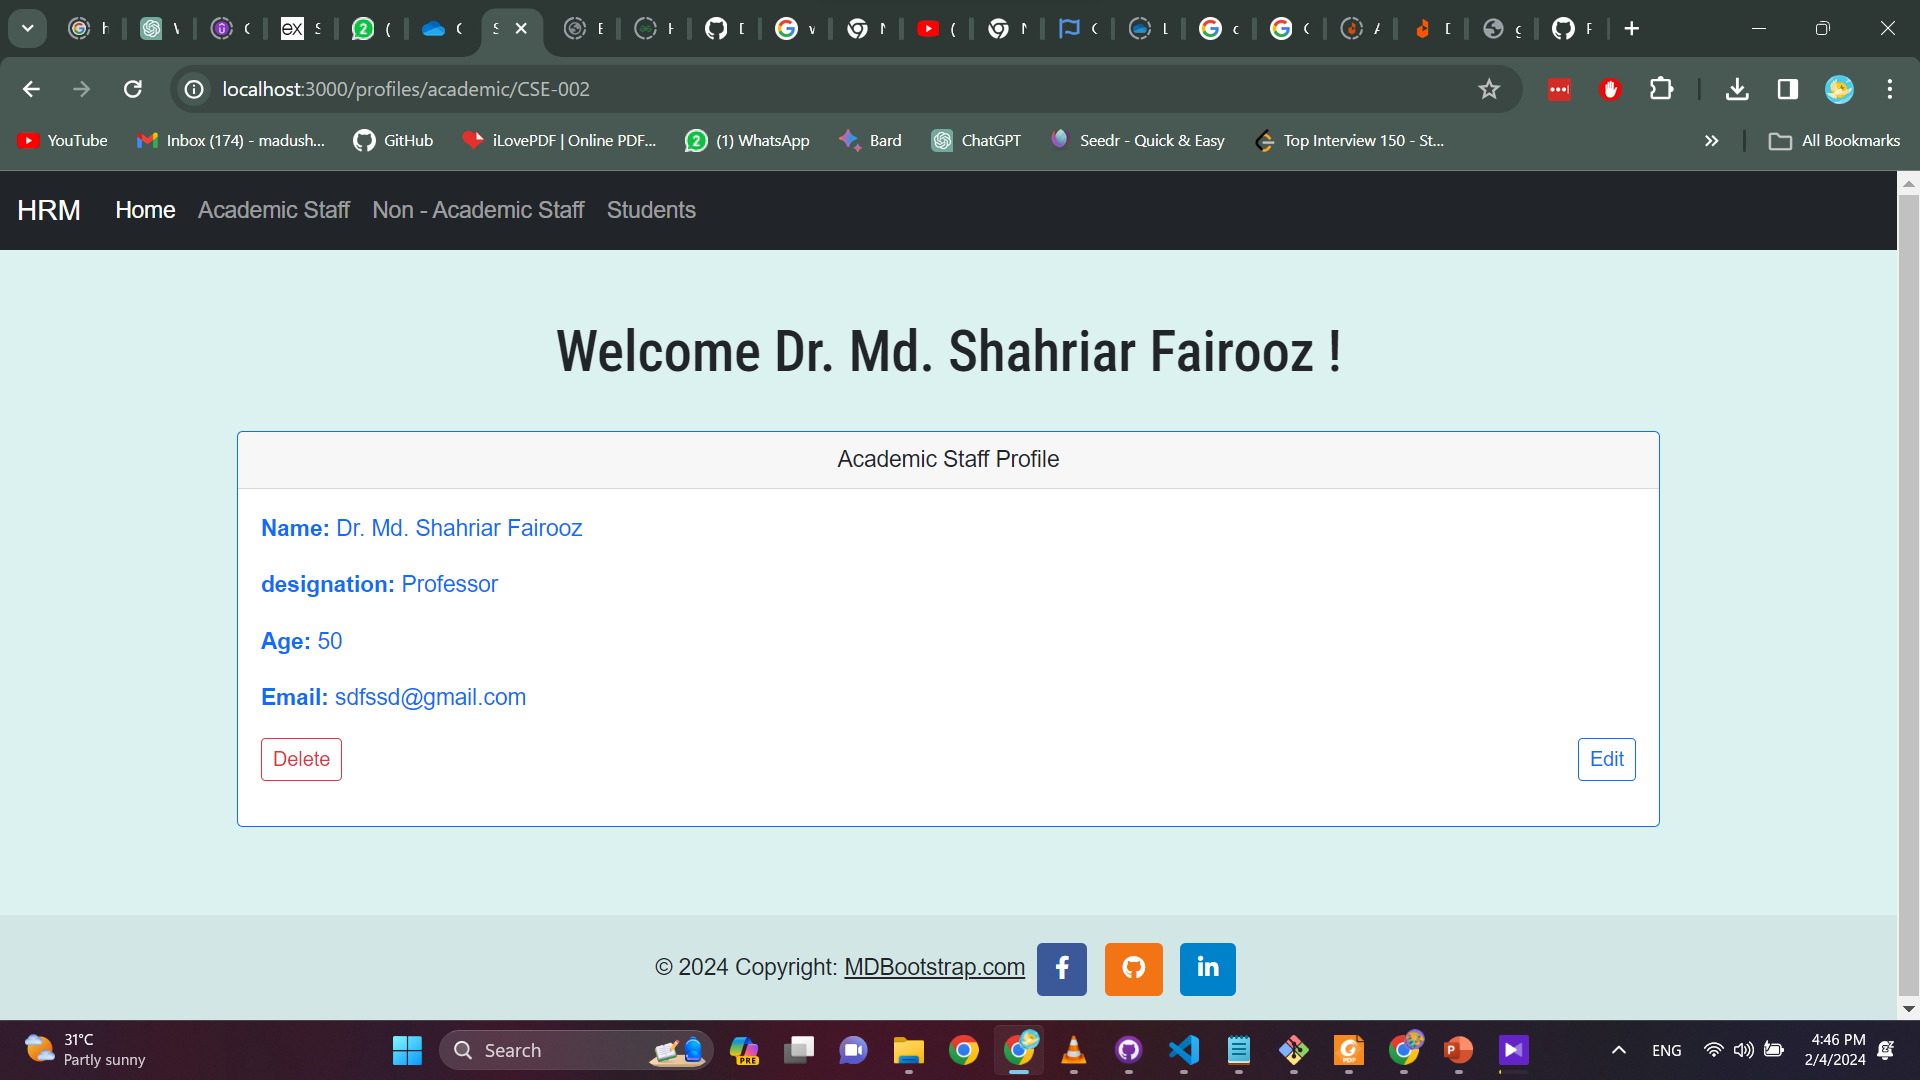 localhost:3000/profiles/academic/CSE-002
YouTube
Inbox (174) - madush...
GitHub
iLovePDF | Online PDF...
(1) WhatsApp
Bard
ChatGPT
Seedr - Quick & Easy
Top Interview 150 - St...
All Bookmarks
HRM
Home
Academic Staff
Non - Academic Staff
Students
Welcome Dr. Md. Shahriar Fairooz !
Academic Staff Profile
Name: Dr. Md. Shahriar Fairooz
designation: Professor
Age: 50
Email: sdfssd@gmail.com
Delete
Edit
© 2024 Copyright: MDBootstrap.com
31°C
Partly sunny
Search
PRE
ENG
4:46 PM
2/4/2024